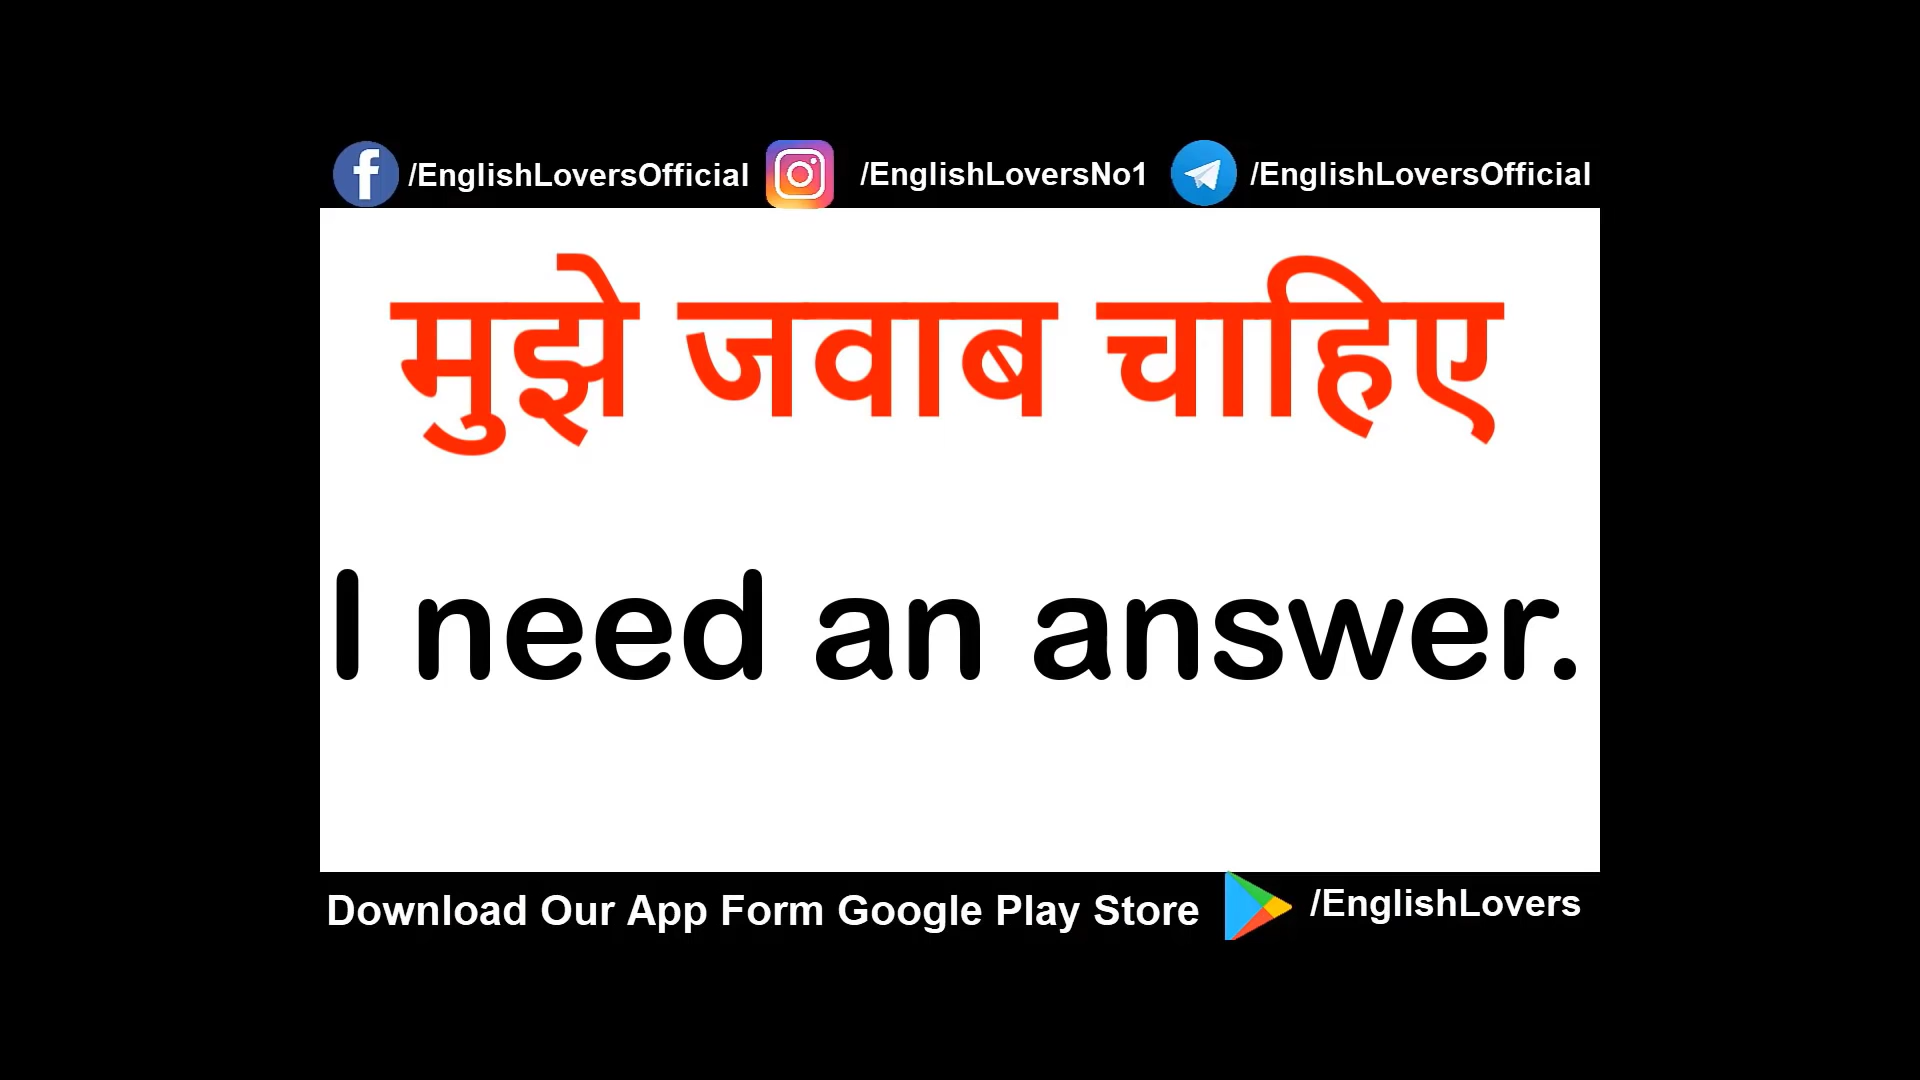 /EnglishLoversOfficial /EnglishLoversNo1 /EnglishLoversOfficial
मुझे जवाब चाहिए
I need an answer.
Download Our App Form Google Play Store /EnglishLovers